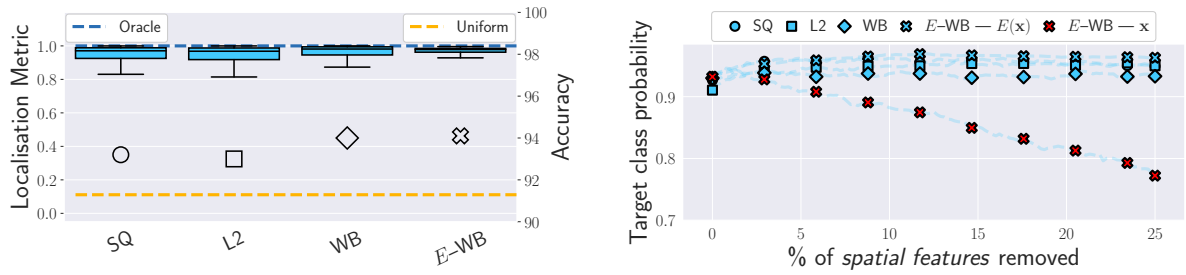 Oracle
Uniform
Localisation Metric
1.0
0.8
0.6
0.4
0.2
0.0
100
98
96
94
92
90
Accuracy
SQ
L2
WB
E–WB
SQ L2 WB E–WB — E(x) E–WB — x
Target class probability
0.9
0.8
0.7
0 5 10 15 20 25
% of spatial features removed